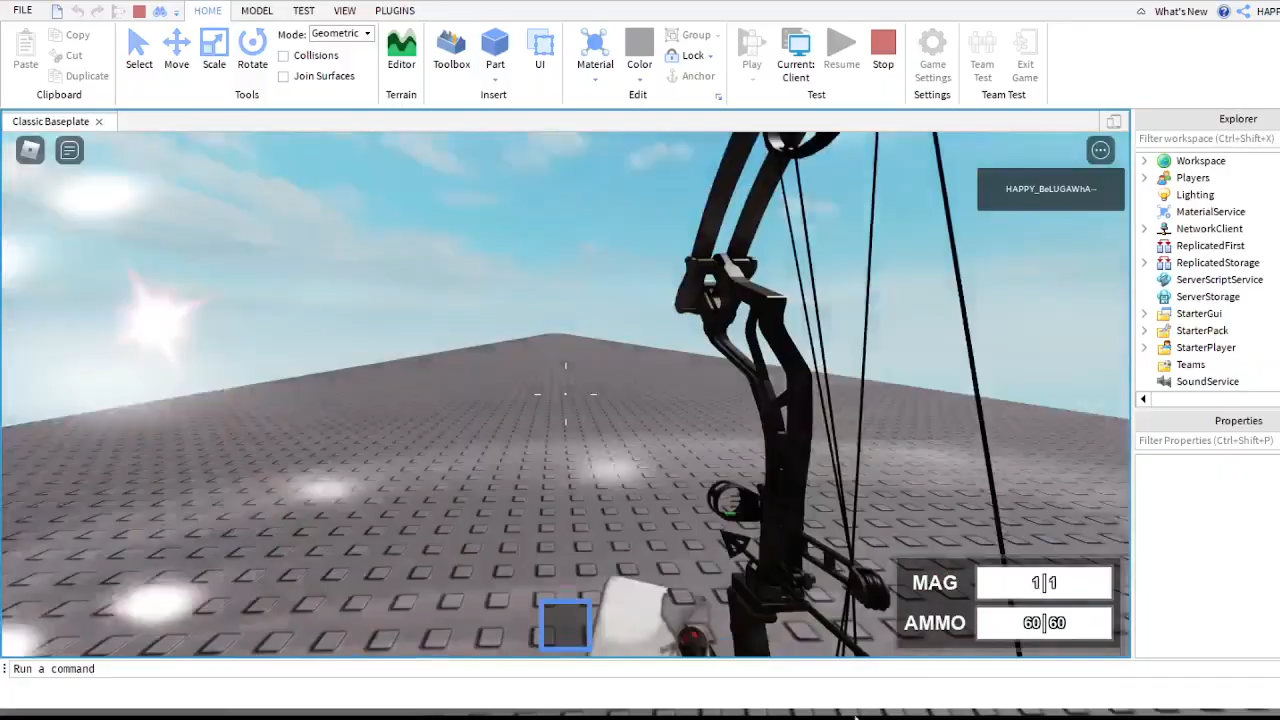 FILE HOME MODEL TEST VIEW PLUGINS What's New HAPP
Paste Copy Cut Duplicate Clipboard
Select Move Scale Rotate Mode: Geometric Collisions Join Surfaces Tools
Editor Terrain
Toolbox Part UI Insert
Material Color Group Lock Anchor Edit
Play Current: Client Resume Stop Test
Game Settings Settings
Team Test Exit Game Team Test
Classic Baseplate
HAPPY_BeLUGAWhA--
MAG 1|1
AMMO 60|60
Explorer
Filter workspace (Ctrl+Shift+X)
Workspace
Players
Lighting
MaterialService
NetworkClient
ReplicatedFirst
ReplicatedStorage
ServerScriptService
ServerStorage
StarterGui
StarterPack
StarterPlayer
Teams
SoundService
Properties
Filter Properties (Ctrl+Shift+P)
Run a command